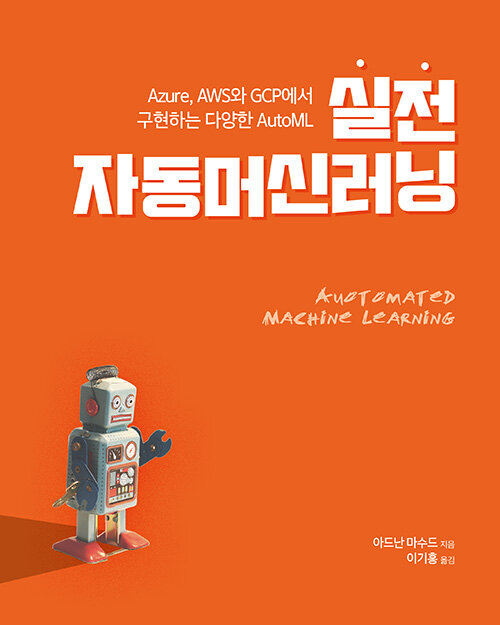 Azure, AWS와 GCP에서
구현하는 다양한 AutoML
실전
자동머신러닝
AUOTOMATED
MACHINE LEARNING
아드난 마수드 지음
이기홍 옮김